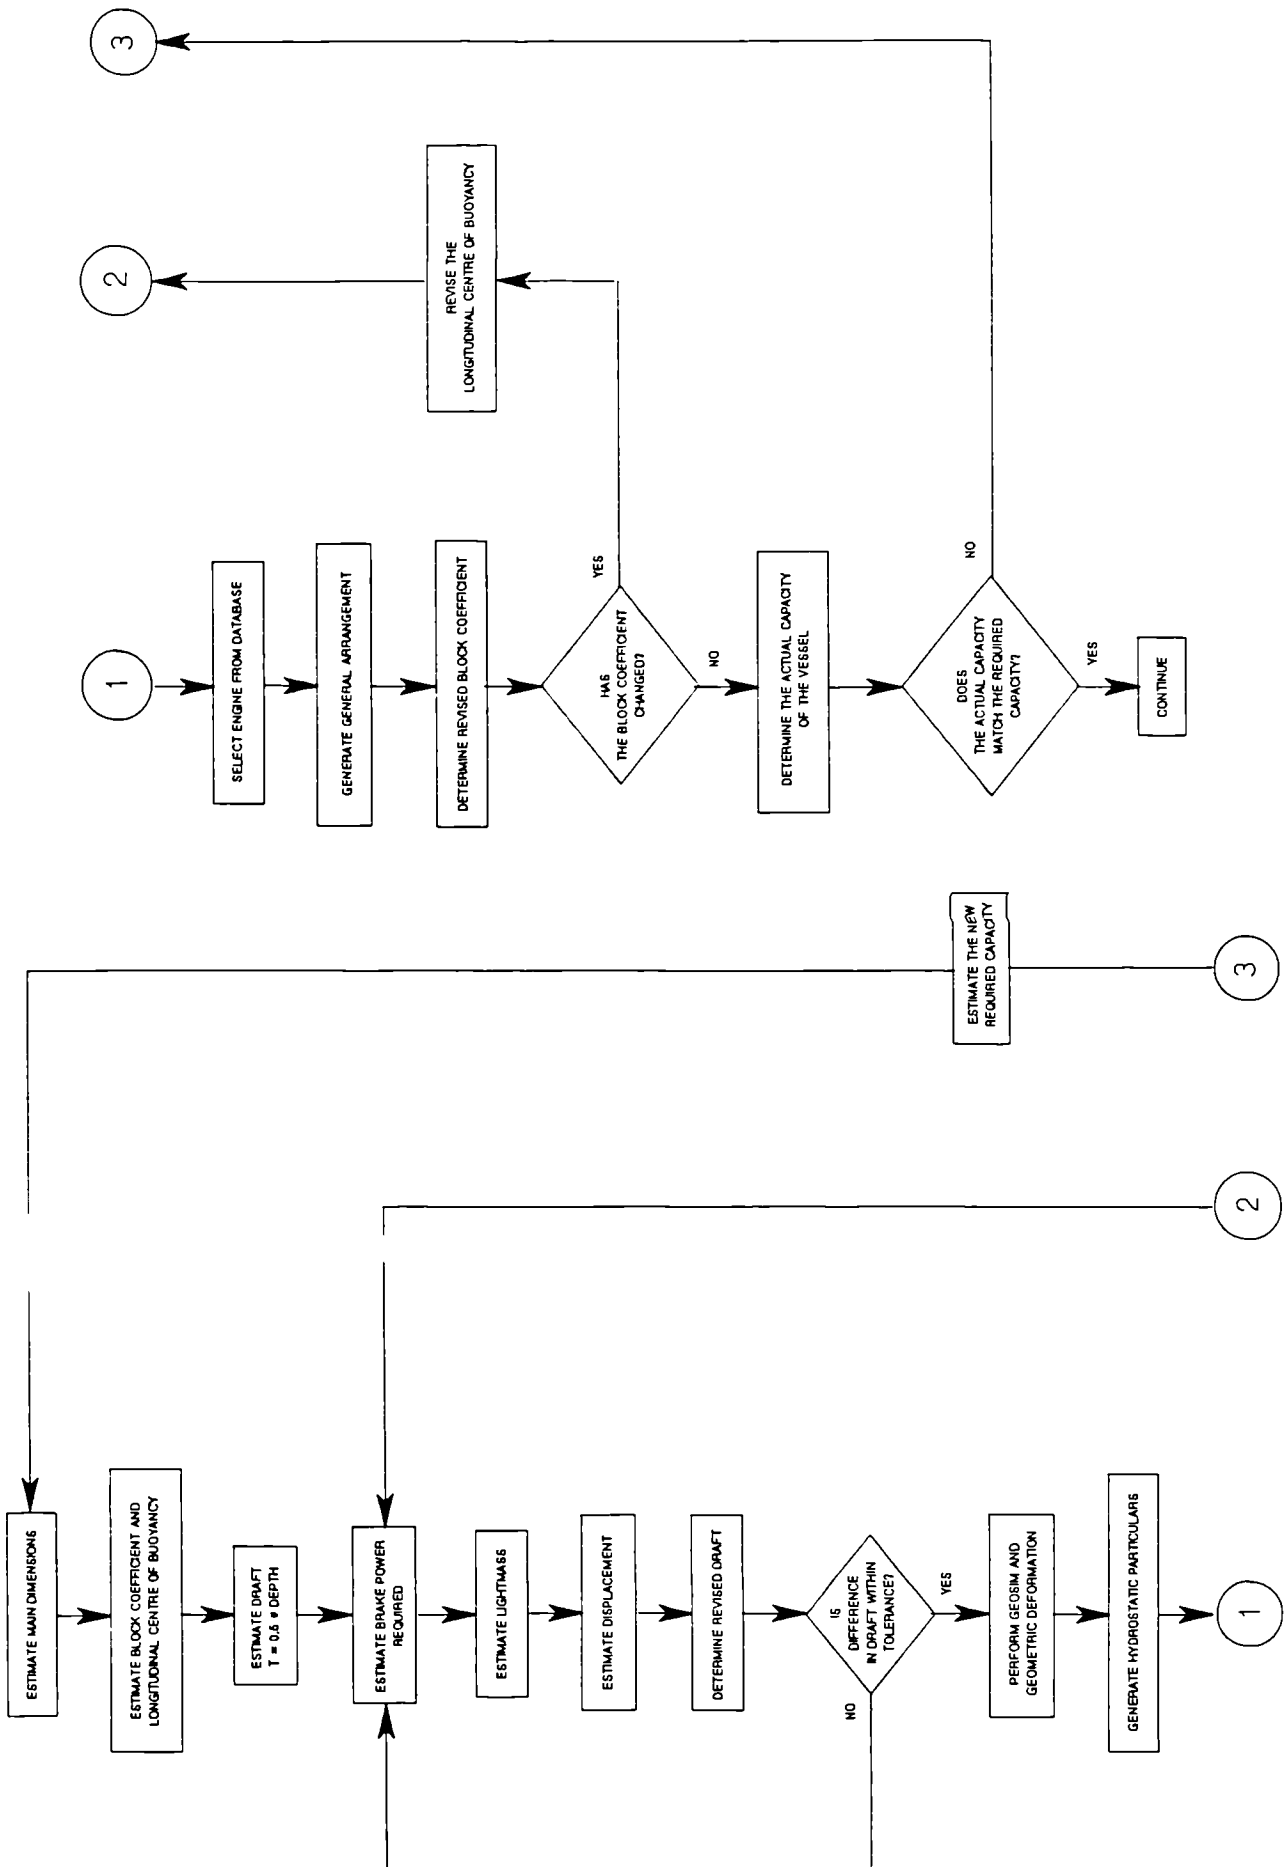 ESTIMATE MAIN DIMENSIONS
ESTIMATE BLOCK COEFFICIENT AND
LONGITUDINAL CENTRE OF BUOYANCY
ESTIMATE DRAFT
ESTIMATE BRAKE POWER
REQUIRED
ESTIMATE LIGHTMASS
ESTIMATE DISPLACEMENT
DETERMINE REVISED DRAFT
IS
DIFFERENCE
IN DRAFT WITHIN
TOLERANCE?
NO
YES
PERFORM GEOSIM AND
GEOMETRIC DEFORMATION
GENERATE HYDROSTATIC PARTICULARS
1
2
ESTIMATE THE NEW
REQUIRED CAPACITY
3
1
SELECT ENGINE FROM DATABASE
GENERATE GENERAL ARRANGEMENT
DETERMINE REVISED BLOCK COEFFICIENT
HAS
THE BLOCK COEFFICIENT
CHANGED?
YES
NO
REVISE THE
LONGITUDINAL CENTRE OF BUOYANCY
2
DETERMINE THE ACTUAL CAPACITY
OF THE VESSEL
DOES
THE ACTUAL CAPACITY
MATCH THE REQUIRED
CAPACITY?
NO
YES
CONTINUE
3